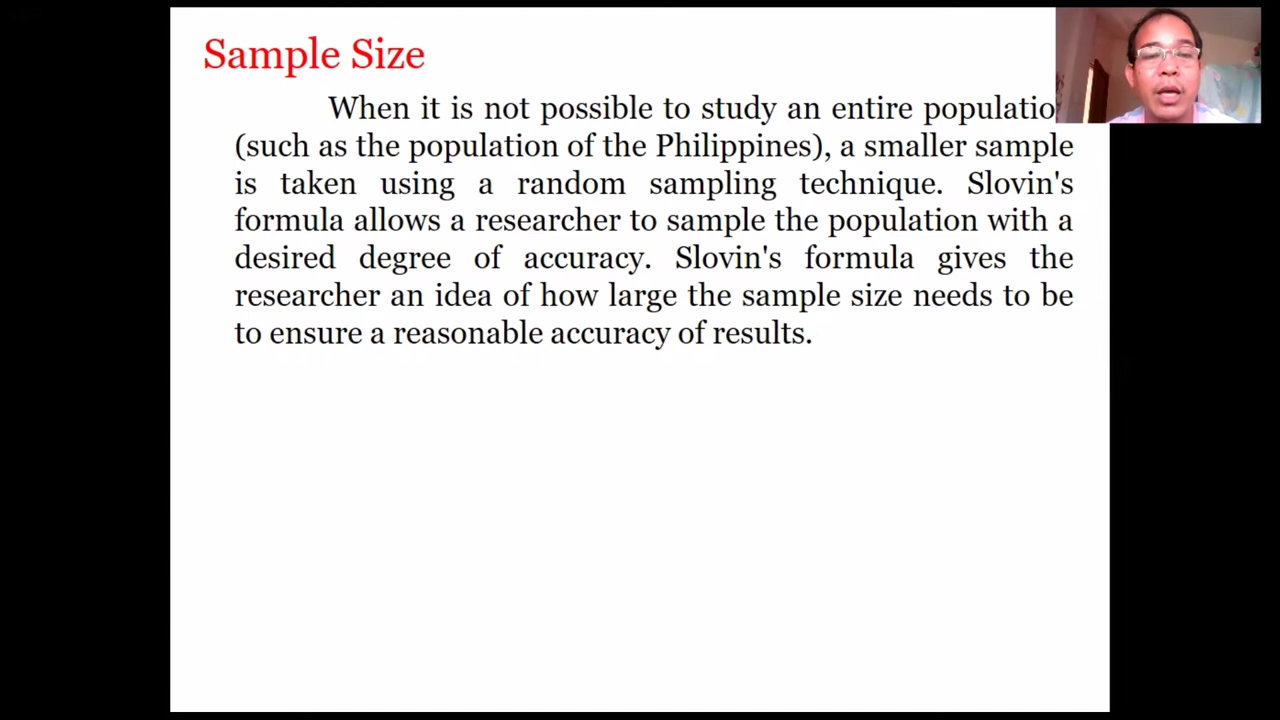 Sample Size
When it is not possible to study an entire populatio
(such as the population of the Philippines), a smaller sample
is taken using a random sampling technique. Slovin's
formula allows a researcher to sample the population with a
desired degree of accuracy. Slovin's formula gives the
researcher an idea of how large the sample size needs to be
to ensure a reasonable accuracy of results.